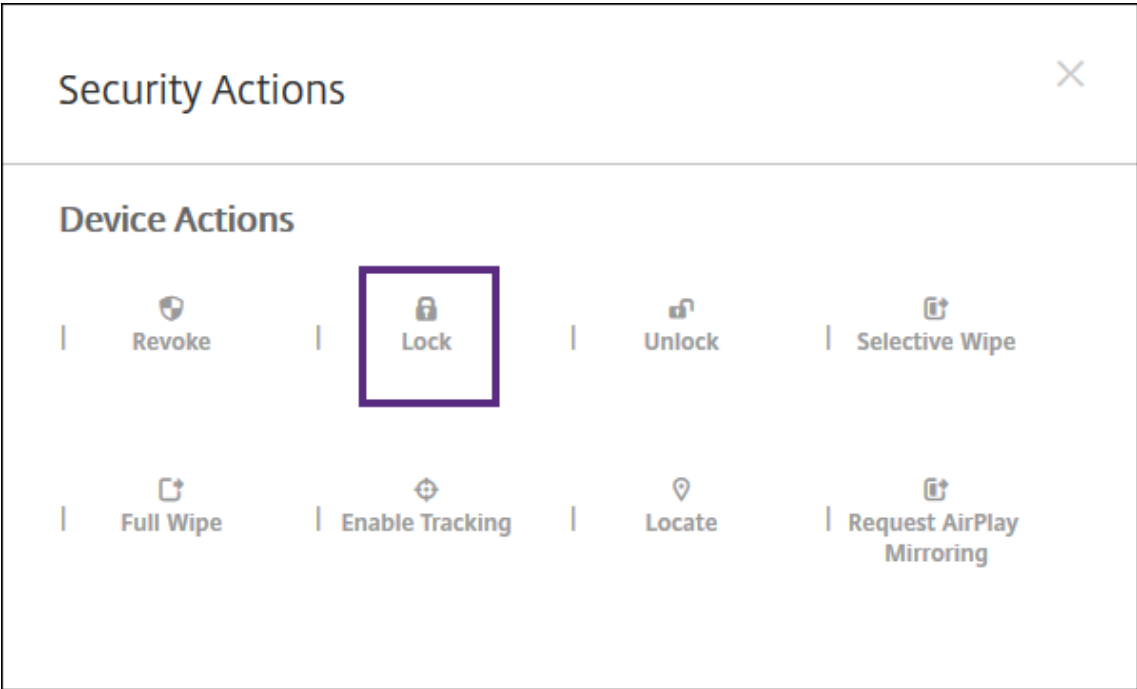 Security Actions
Device Actions
Revoke
Lock
Unlock
Selective Wipe
Full Wipe
Enable Tracking
Locate
Request AirPlay
Mirroring